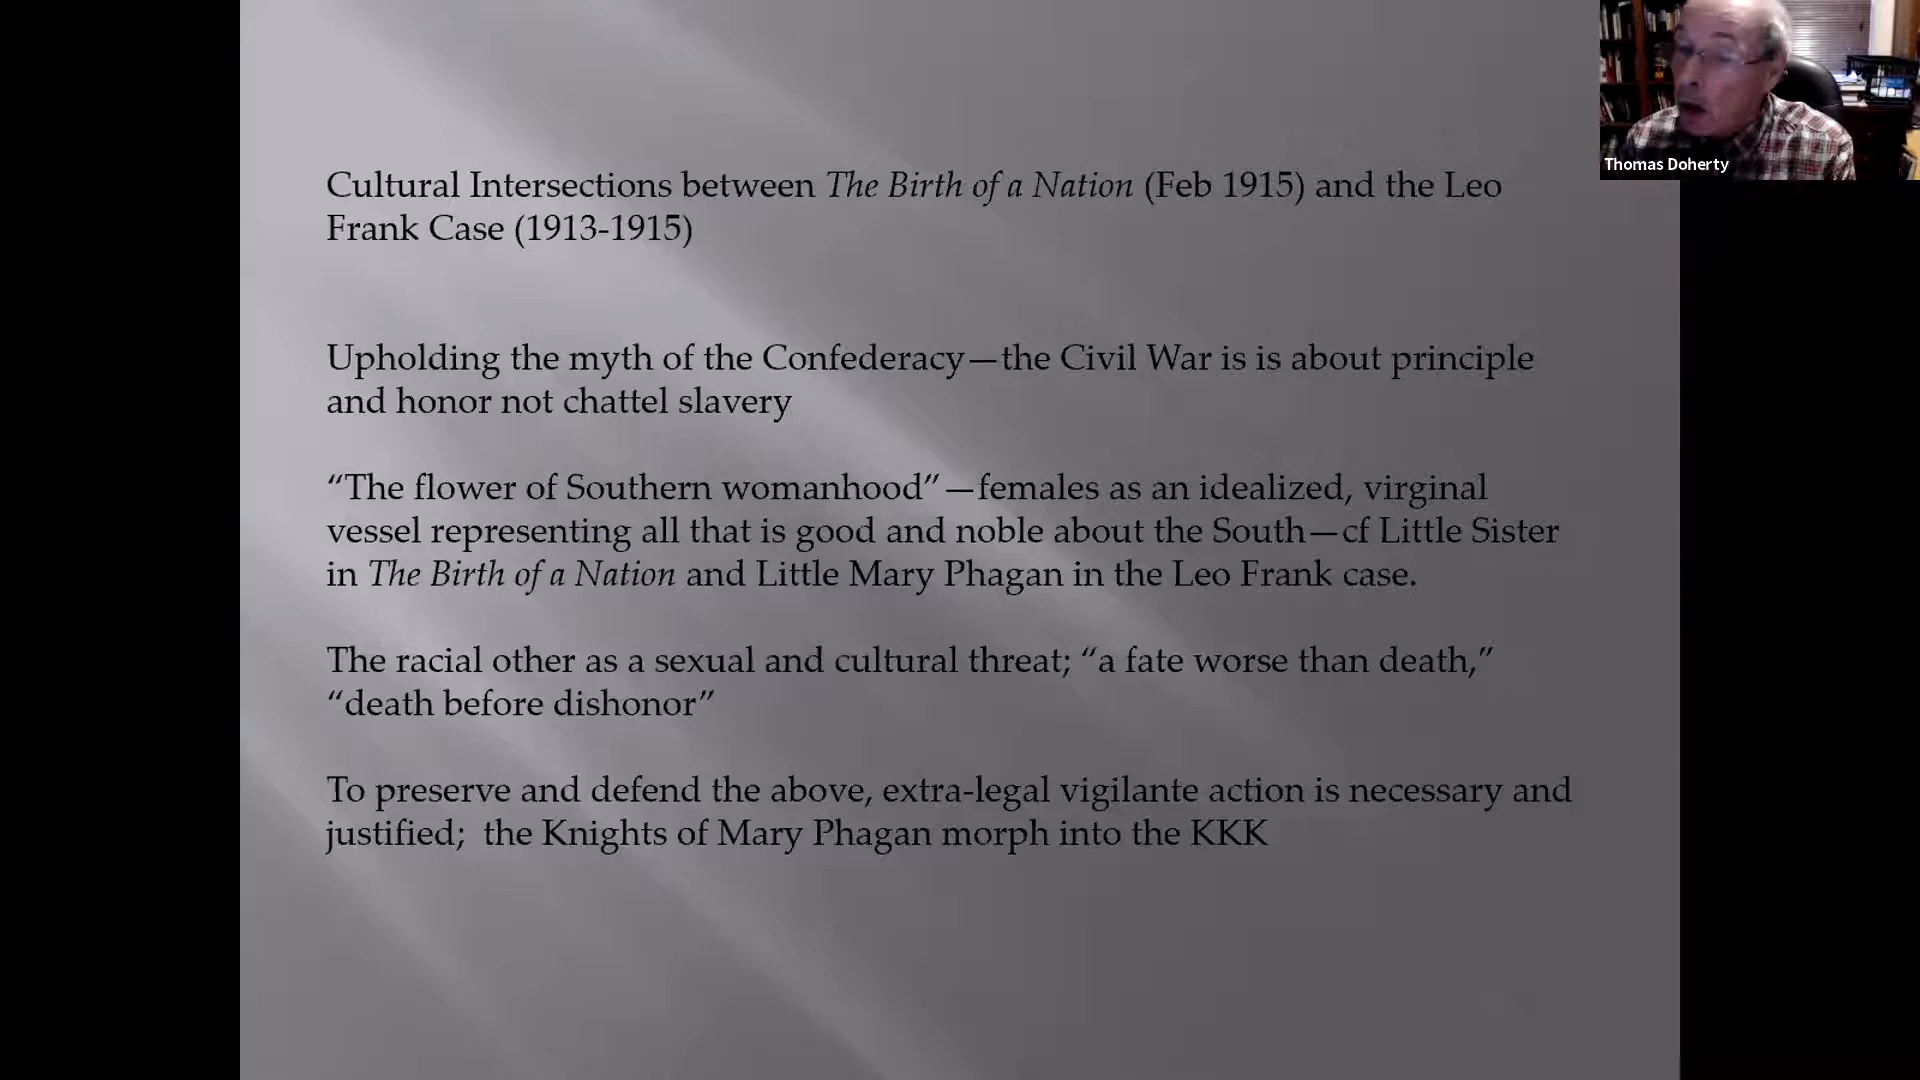 Thomas Doherty
Cultural Intersections between The Birth of a Nation (Feb 1915) and the Leo
Frank Case (1913-1915)
Upholding the myth of the Confederacy—the Civil War is is about principle
and honor not chattel slavery
“The flower of Southern womanhood”—females as an idealized, virginal
vessel representing all that is good and noble about the South—cf Little Sister
in The Birth of a Nation and Little Mary Phagan in the Leo Frank case.
The racial other as a sexual and cultural threat; “a fate worse than death,”
“death before dishonor”
To preserve and defend the above, extra-legal vigilante action is necessary and
justified;  the Knights of Mary Phagan morph into the KKK